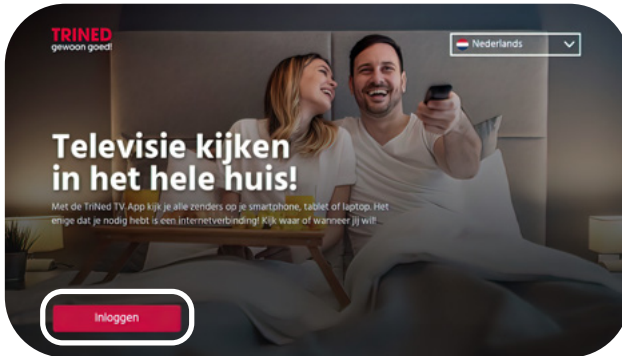 TRINED
gewoon goed!
Nederlands
Televisie kijken
in het hele huis!
Met de TriNed TV App kijk je alle zenders op je smartphone, tablet of laptop. Het
enige dat je nodig hebt is een internetverbinding! Kijk waar of wanneer jij wil!
Inloggen